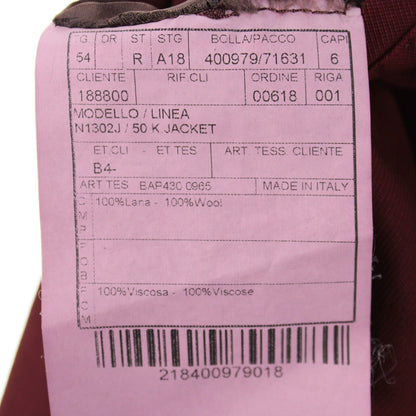 TG DR ST STG BOLLA/PACCO CAPI
54 R A18 400979/71631 6
CLIENTE RIF.CLI ORDINE RIGA
188800 00618 001
MODELLO / LINEA
N1302J / 50 K.JACKET
ET.CLI - ET TES ART. TESS. CLIENTE
B4-
ART TES BAP430 0965 MADE IN ITALY
C 100%Lana - 100%Wool
M
P
F
O
B
F
C 100%Viscosa - 100%Viscose
M
218400979018